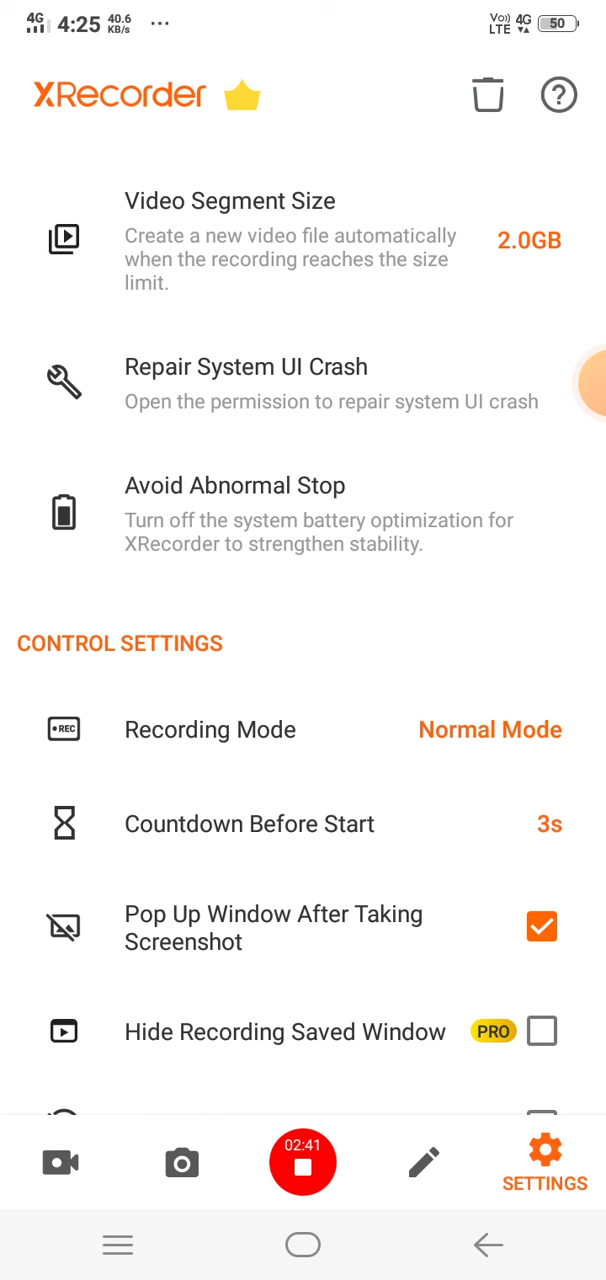 4G 4:25 40.6 KB/s ... Vo)) LTE 4G 50
XRecorder
Video Segment Size
Create a new video file automatically
when the recording reaches the size
limit.
2.0GB
Repair System UI Crash
Open the permission to repair system UI crash
Avoid Abnormal Stop
Turn off the system battery optimization for
XRecorder to strengthen stability.
CONTROL SETTINGS
REC
Recording Mode Normal Mode
Countdown Before Start 3s
Pop Up Window After Taking
Screenshot
Hide Recording Saved Window PRO
02:41
SETTINGS